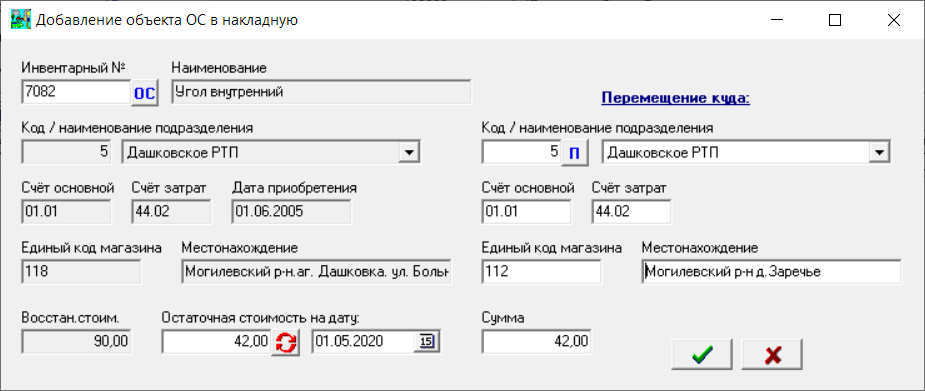 Добавление объекта ОС в накладную
Инвентарный № Наименование
7082 ОС Угол внутренний
Перемещение куда:
Код / наименование подразделения Код / наименование подразделения
5 Дашковское РТП 5 П Дашковское РТП
Счёт основной Счёт затрат Дата приобретения Счёт основной Счёт затрат
01.01 44.02 01.06.2005 01.01 44.02
Единый код магазина Местонахождение Единый код магазина Местонахождение
118 Могилевский р-н.аг. Дашковка. ул. Больн 112 Могилевский р-н д.Заречье
Восстан.стоим. Остаточная стоимость на дату: Сумма
90,00 42,00 01.05.2020 15 42,00